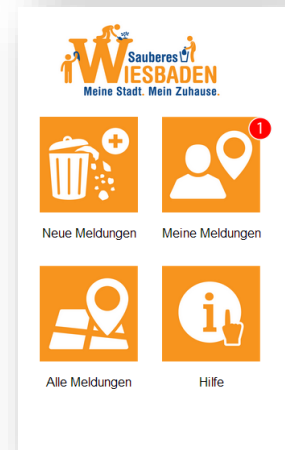 Sauberes
WIESBADEN
Meine Stadt. Mein Zuhause.
1
Neue Meldungen
Meine Meldungen
i
Alle Meldungen
Hilfe